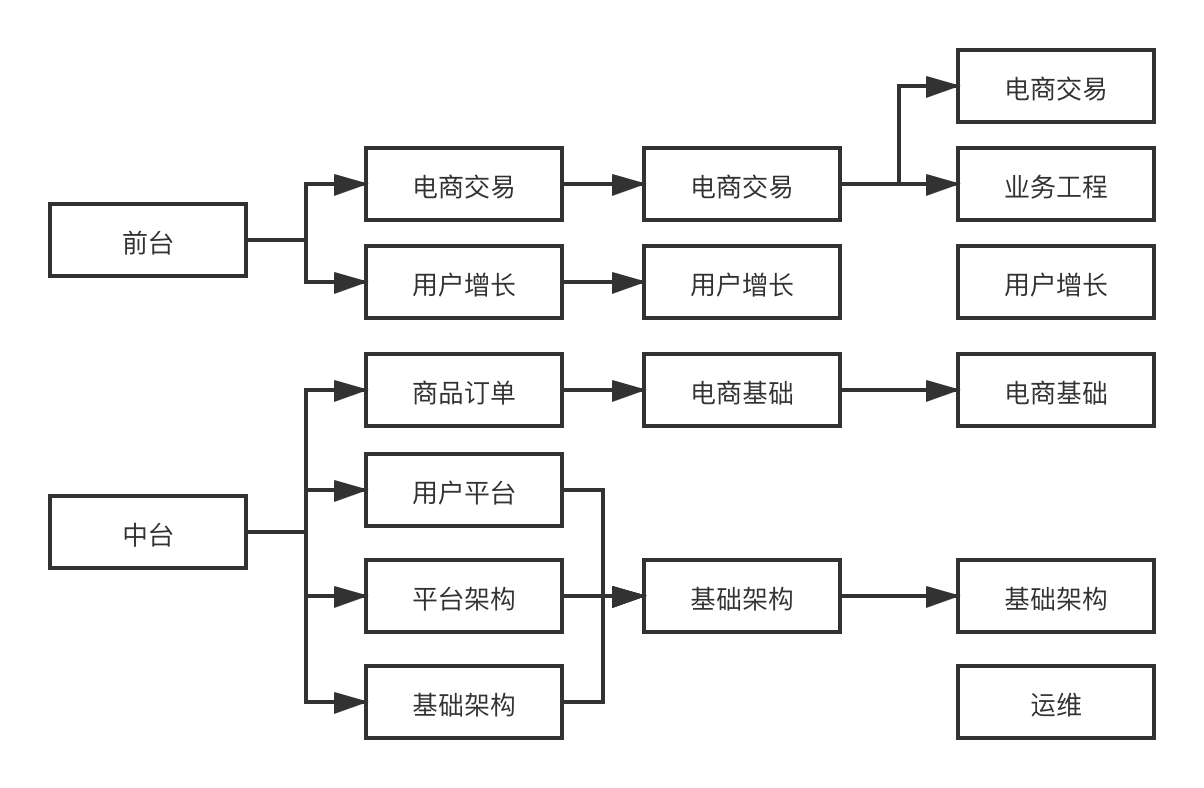 电商交易
电商交易
电商交易
业务工程
前台
用户增长
用户增长
用户增长
商品订单
电商基础
电商基础
用户平台
中台
平台架构
基础架构
基础架构
基础架构
运维